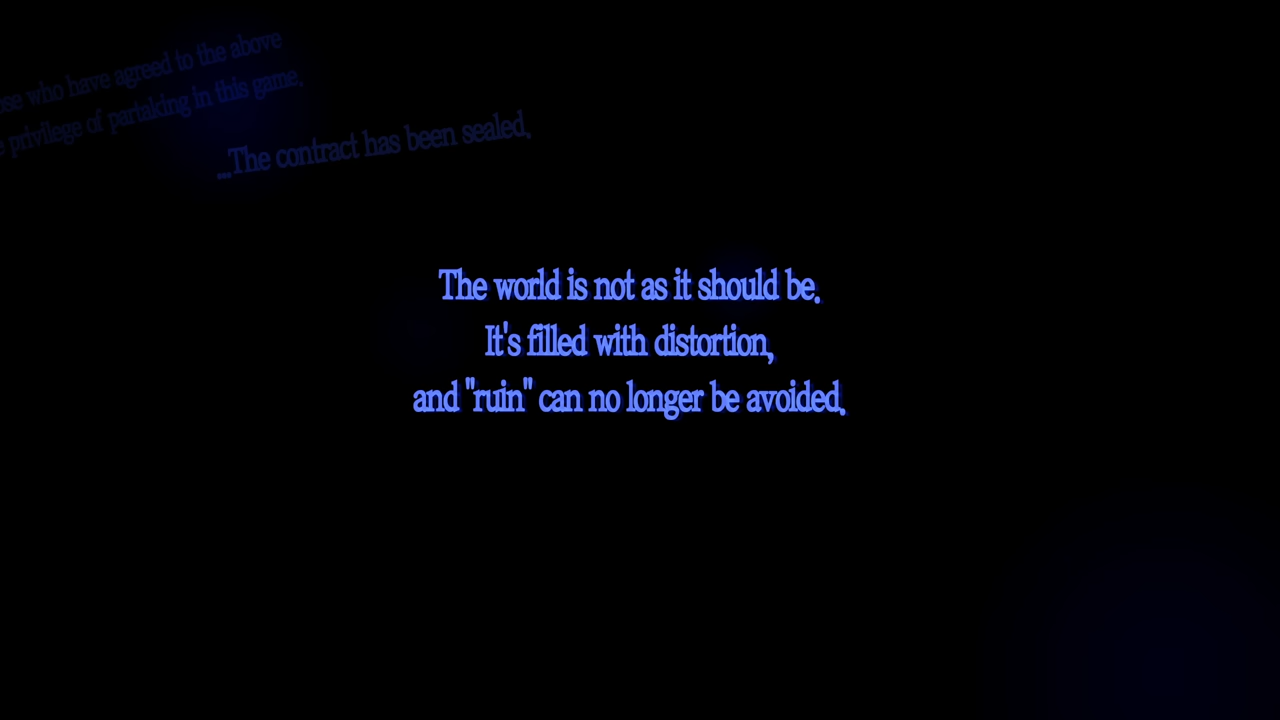 who have agreed to the above
privilege of partaking in this game.
...The contract has been sealed.
The world is not as it should be.
It's filled with distortion,
and "ruin" can no longer be avoided.